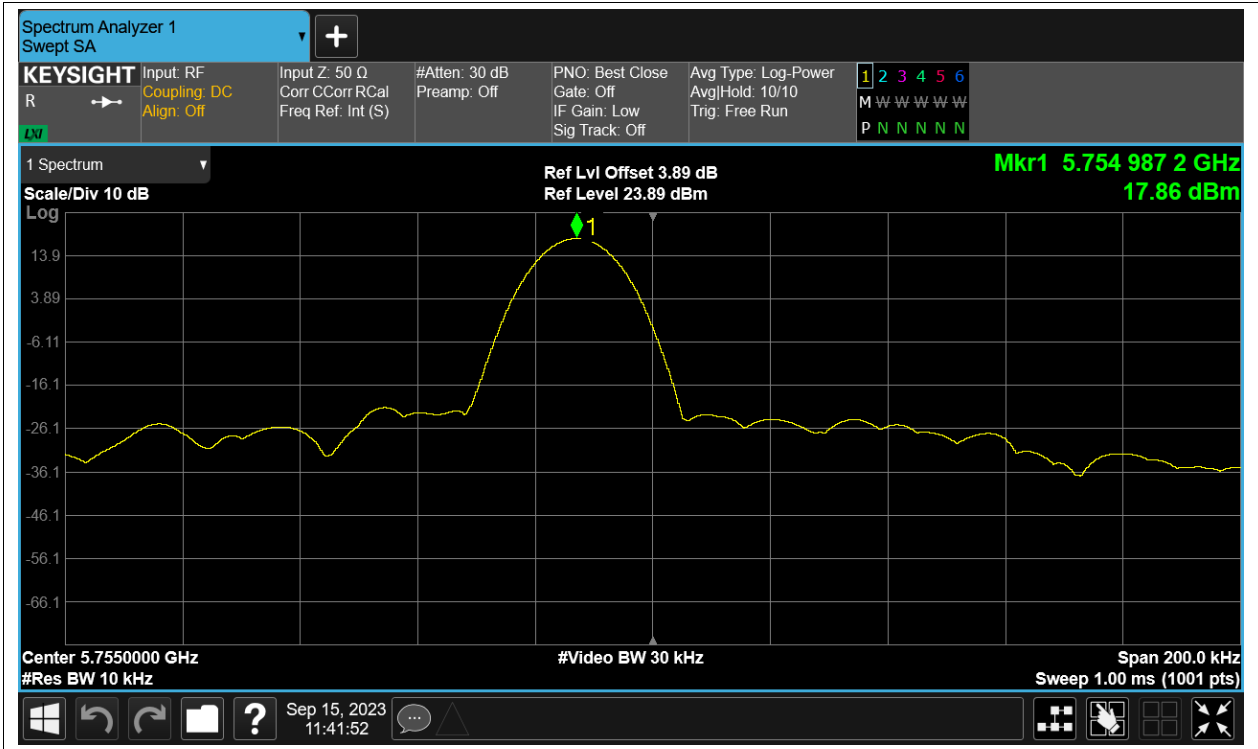 Spectrum Analyzer 1
Swept SA
KEYSIGHT
R
LXI
Input: RF
Coupling: DC
Align: Off
Input Z: 50 Ω
Corr CCorr RCal
Freq Ref: Int (S)
#Atten: 30 dB
Preamp: Off
PNO: Best Close
Gate: Off
IF Gain: Low
Sig Track: Off
Avg Type: Log-Power
Avg|Hold: 10/10
Trig: Free Run
1 2 3 4 5 6
M W W W W W
P N N N N N
1 Spectrum
Scale/Div 10 dB
Log
Ref Lvl Offset 3.89 dB
Ref Level 23.89 dBm
Mkr1 5.754 987 2 GHz
17.86 dBm
1
13.9
3.89
-6.11
-16.1
-26.1
-36.1
-46.1
-56.1
-66.1
Center 5.7550000 GHz
#Res BW 10 kHz
#Video BW 30 kHz
Span 200.0 kHz
Sweep 1.00 ms (1001 pts)
?
Sep 15, 2023
11:41:52